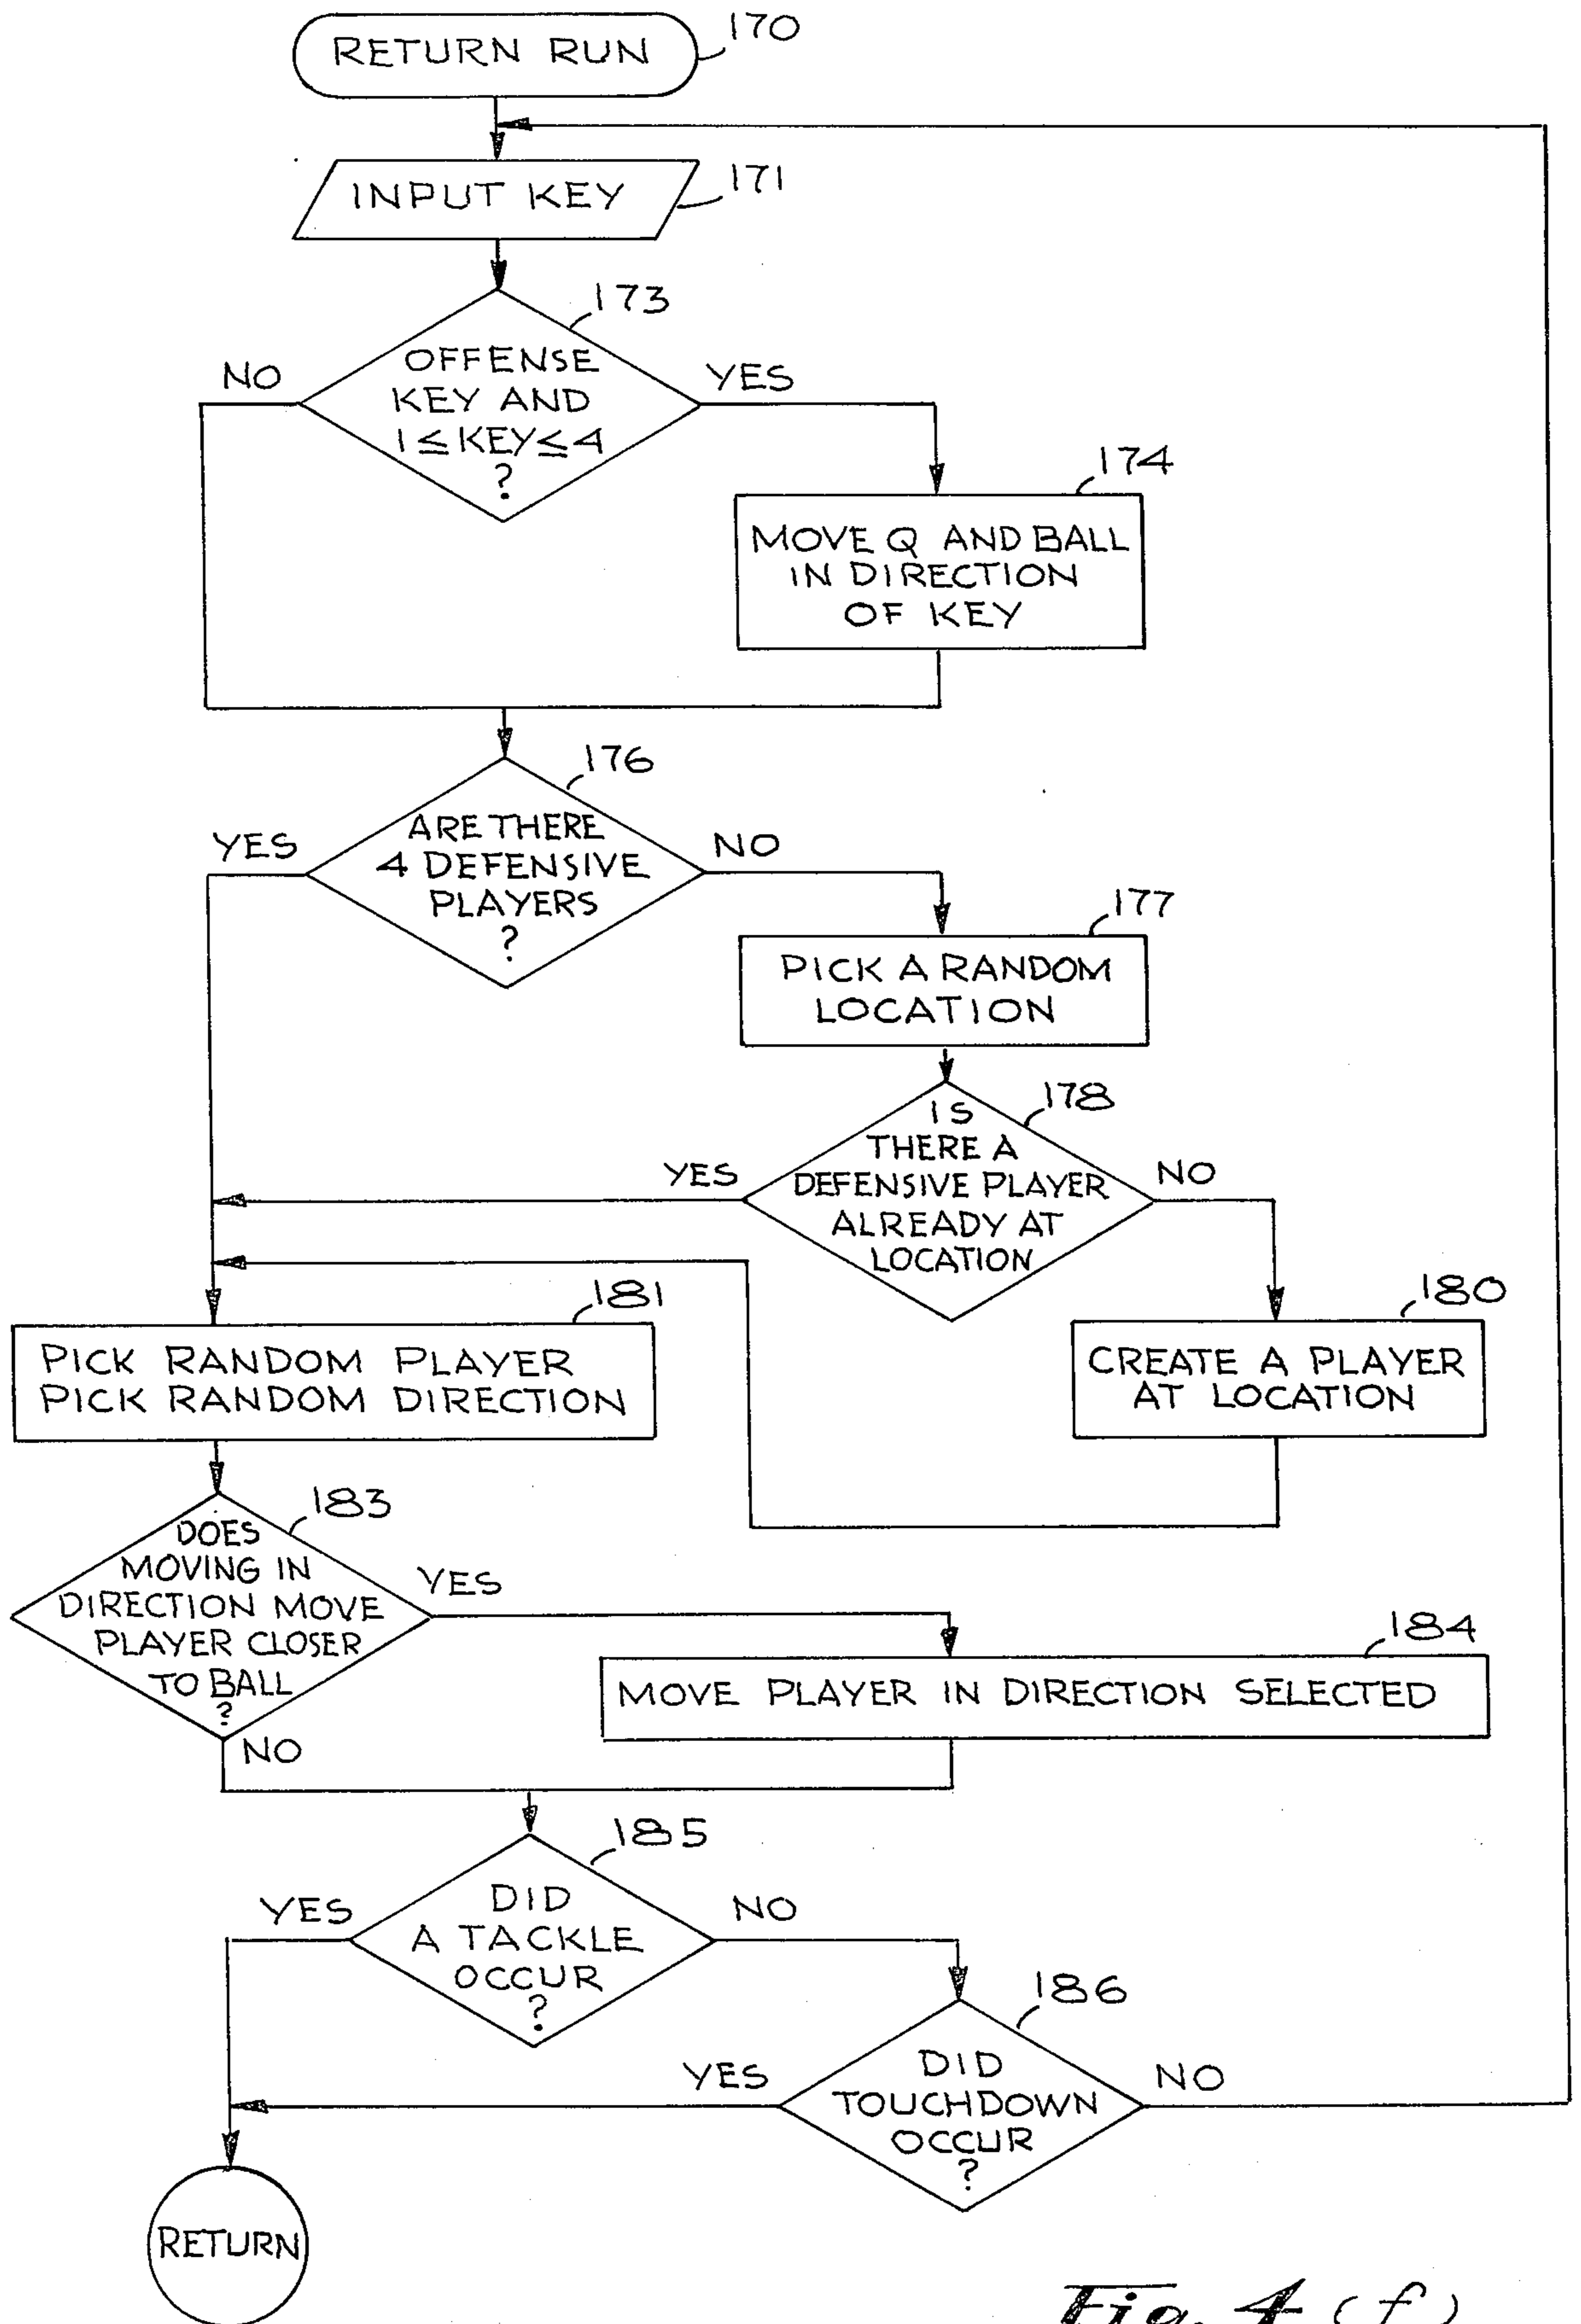 RETURN RUN
170
INPUT KEY
171
173
OFFENSE
KEY AND
1 ≤ KEY ≤ 4
?
NO
YES
174
MOVE Q AND BALL
IN DIRECTION
OF KEY
176
ARE THERE
4 DEFENSIVE
PLAYERS
?
YES
NO
177
PICK A RANDOM
LOCATION
178
IS
THERE A
DEFENSIVE PLAYER
ALREADY AT
LOCATION
YES
NO
180
CREATE A PLAYER
AT LOCATION
181
PICK RANDOM PLAYER
PICK RANDOM DIRECTION
183
DOES
MOVING IN
DIRECTION MOVE
PLAYER CLOSER
TO BALL
?
YES
NO
184
MOVE PLAYER IN DIRECTION SELECTED
185
DID
A TACKLE
OCCUR
?
YES
NO
186
DID
TOUCHDOWN
OCCUR
?
YES
NO
RETURN
Fig. 4 (f)